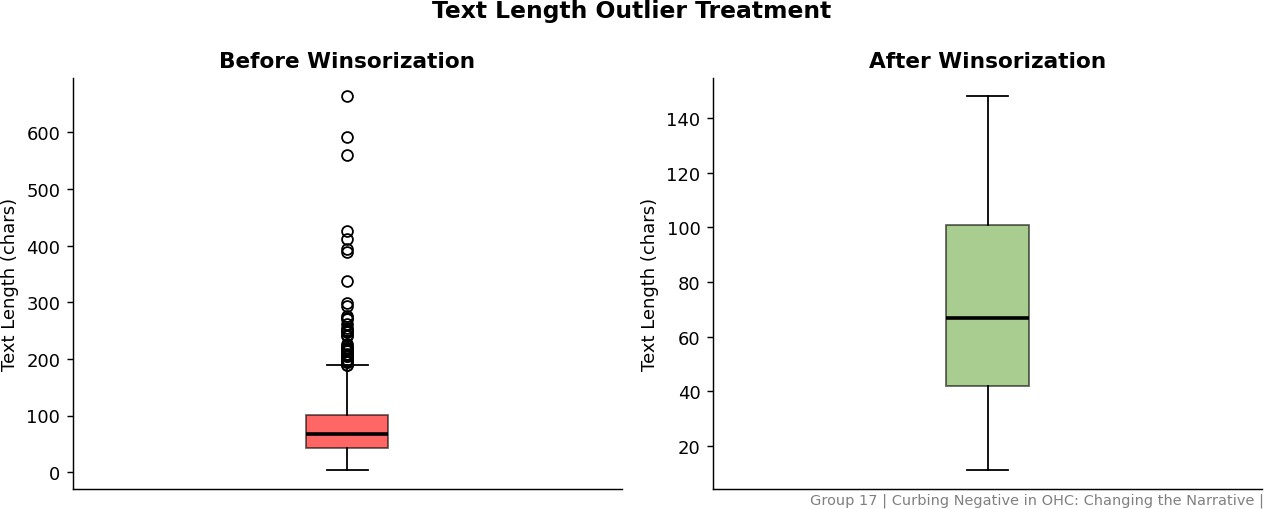 Text Length Outlier Treatment
Before Winsorization
After Winsorization
Text Length (chars)
600
500
400
300
200
100
0
Text Length (chars)
140
120
100
80
60
40
20
Group 17 | Curbing Negative in OHC: Changing the Narrative |